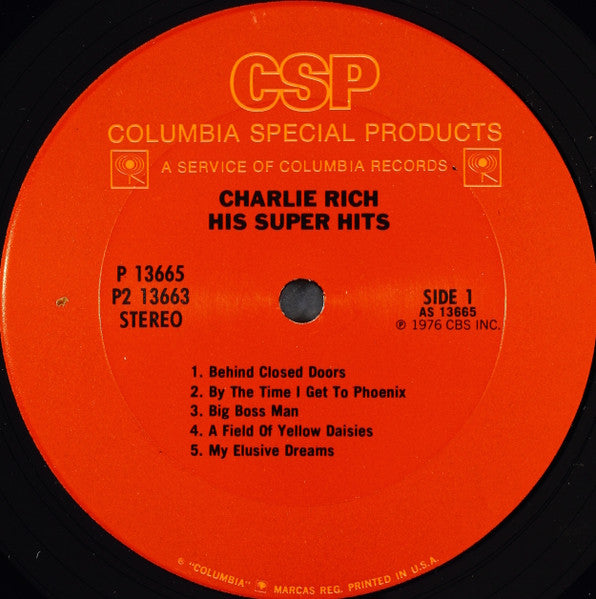 CSP
COLUMBIA SPECIAL PRODUCTS
A SERVICE OF COLUMBIA RECORDS
CHARLIE RICH
HIS SUPER HITS
P 13665
P2 13663
STEREO
SIDE 1
AS 13665
℗ 1976 CBS INC.
1. Behind Closed Doors
2. By The Time I Get To Phoenix
3. Big Boss Man
4. A Field Of Yellow Daisies
5. My Elusive Dreams
® "COLUMBIA" MARCAS REG. PRINTED IN U.S.A.